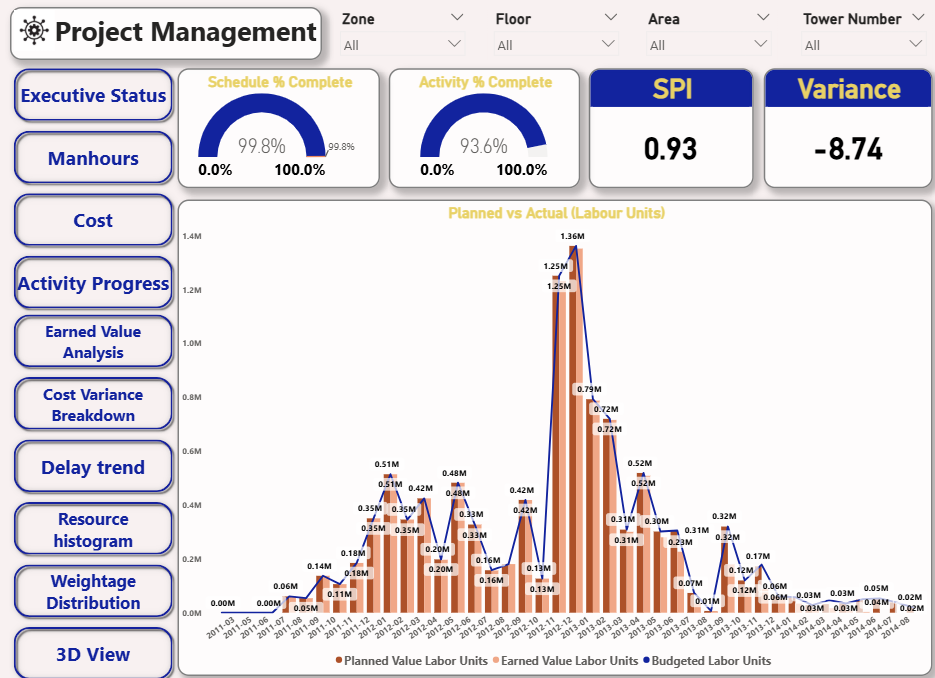 Project Management
Zone
Floor
Area
Tower Number
All
All
All
All
Executive Status
Manhours
Cost
Activity Progress
Earned Value
Analysis
Cost Variance
Breakdown
Delay trend
Resource
histogram
Weightage
Distribution
3D View
Schedule % Complete
99.8%
99.8%
0.0%
100.0%
Activity % Complete
93.6%
0.0%
100.0%
SPI
0.93
Variance
-8.74
Planned vs Actual (Labour Units)
1.4M
1.2M
1.0M
0.8M
0.6M
0.4M
0.2M
0.0M
0.00M
0.00M
0.06M
0.05M
0.14M
0.11M
0.18M
0.18M
0.35M
0.35M
0.51M
0.51M
0.35M
0.35M
0.42M
0.20M
0.20M
0.48M
0.48M
0.33M
0.33M
0.16M
0.16M
0.42M
0.42M
0.13M
0.13M
1.25M
1.25M
1.36M
0.79M
0.72M
0.72M
0.31M
0.31M
0.52M
0.52M
0.30M
0.31M
0.23M
0.07M
0.01M
0.32M
0.32M
0.12M
0.12M
0.17M
0.06M
0.06M
0.03M
0.03M
0.03M
0.03M
0.05M
0.04M
0.02M
0.02M
2011-03
2011-05
2011-06
2011-07
2011-08
2011-09
2011-10
2011-11
2011-12
2012-01
2012-02
2012-03
2012-04
2012-05
2012-06
2012-07
2012-08
2012-09
2012-10
2012-11
2012-12
2013-01
2013-02
2013-03
2013-04
2013-05
2013-06
2013-07
2013-08
2013-09
2013-10
2013-11
2013-12
2014-01
2014-02
2014-03
2014-04
2014-05
2014-06
2014-07
2014-08
Planned Value Labor Units
Earned Value Labor Units
Budgeted Labor Units